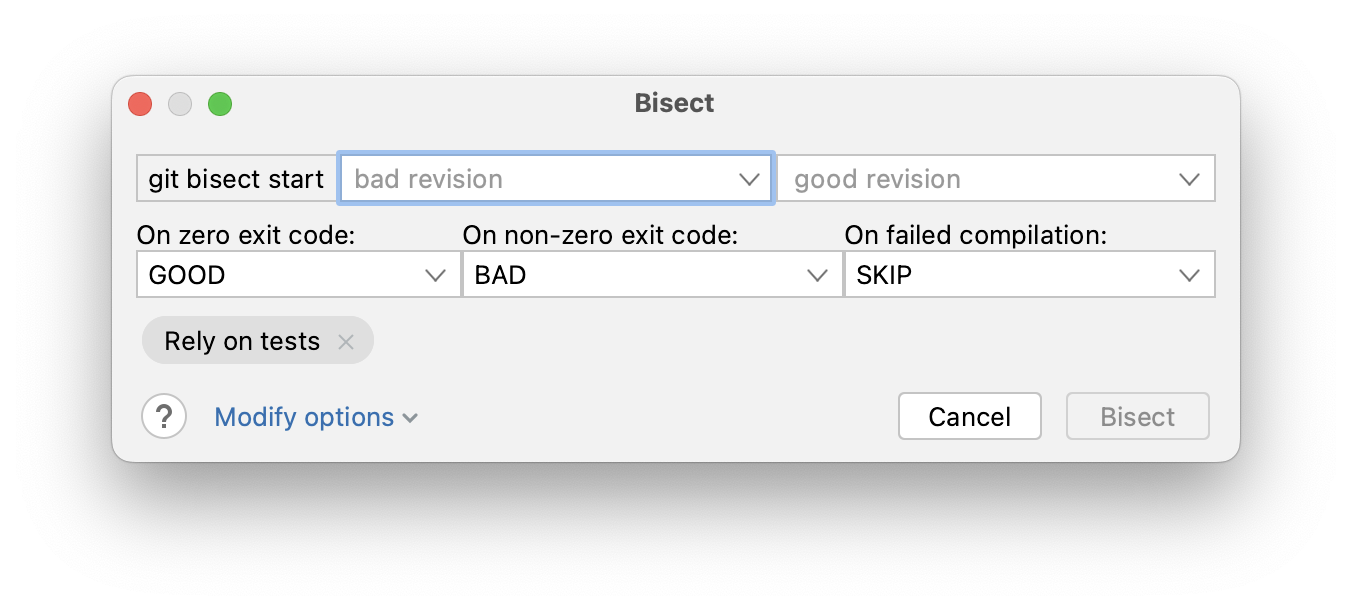 Bisect
git bisect start bad revision good revision
On zero exit code: On non-zero exit code: On failed compilation:
GOOD BAD SKIP
Rely on tests
? Modify options Cancel Bisect